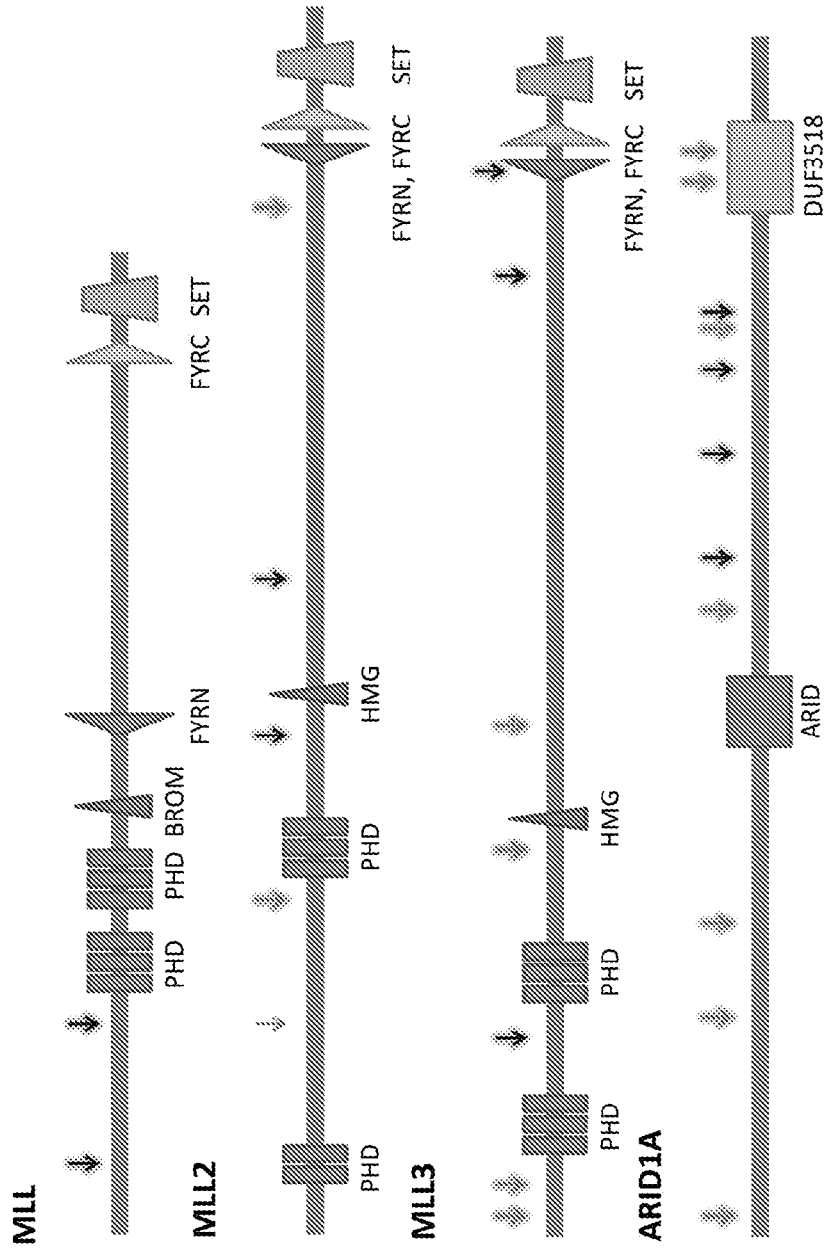 MLL
PHD
PHD
BROM
FYRN
FYRC
SET
MLL2
PHD
PHD
HMG
FYRN, FYRC
SET
MLL3
PHD
PHD
HMG
FYRN, FYRC
SET
ARID1A
ARID
DUF3518